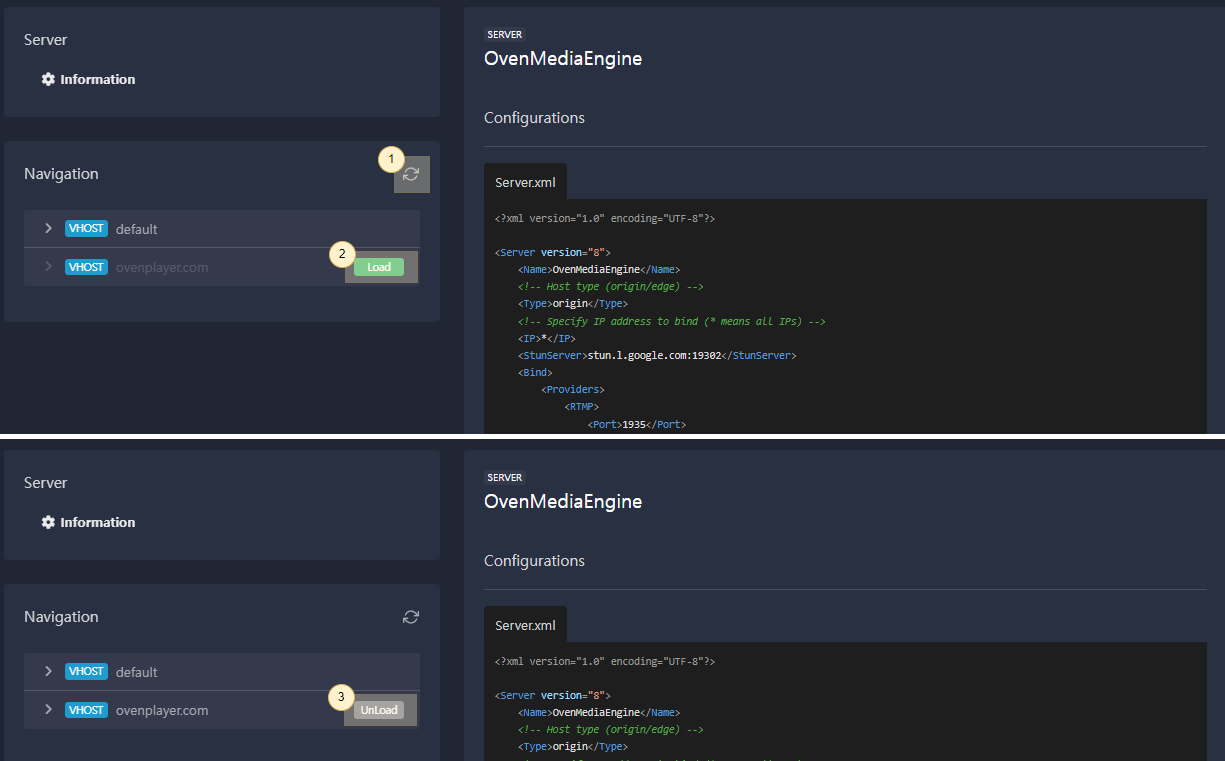 Server
Information
Navigation
1
VHOST default
VHOST ovenplayer.com
2
Load
SERVER
OvenMediaEngine
Configurations
Server.xml
<?xml version="1.0" encoding="UTF-8"?>
<Server version="8">
<Name>OvenMediaEngine</Name>
<!-- Host type (origin/edge) -->
<Type>origin</Type>
<!-- Specify IP address to bind (* means all IPs) -->
<IP>*</IP>
<StunServer>stun.l.google.com:19302</StunServer>
<Bind>
<Providers>
<RTMP>
<Port>1935</Port>
Server
Information
Navigation
VHOST default
VHOST ovenplayer.com
3
UnLoad
SERVER
OvenMediaEngine
Configurations
Server.xml
<?xml version="1.0" encoding="UTF-8"?>
<Server version="8">
<Name>OvenMediaEngine</Name>
<!-- Host type (origin/edge) -->
<Type>origin</Type>